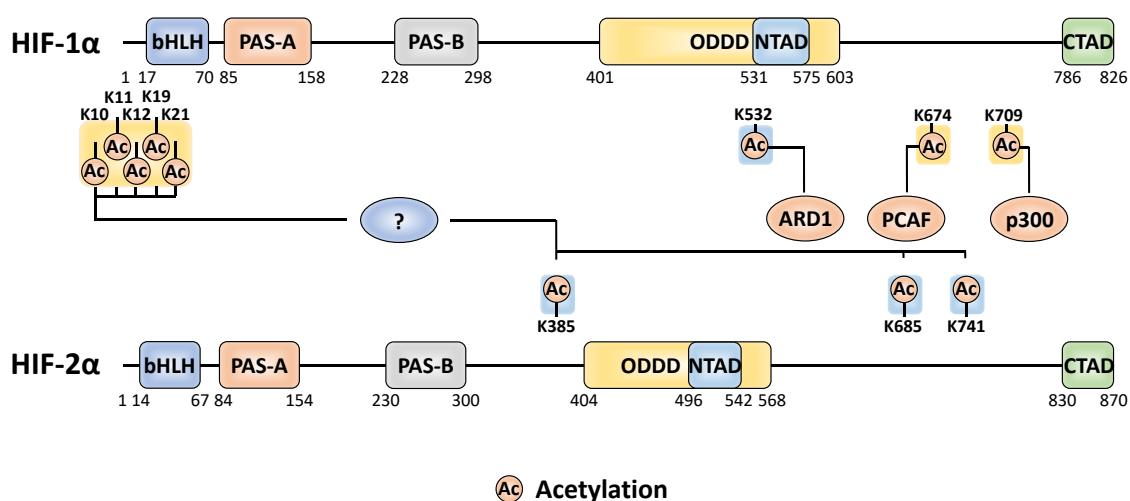 HIF-1α bHLH PAS-A PAS-B ODDD NTAD CTAD
1 17 70 85 158 228 298 401 531 575 603 786 826
K11 K19
K10 K12 K21
K532 K674 K709
Ac Ac Ac Ac Ac
Ac Ac Ac
? ARD1 PCAF p300
Ac Ac Ac
K385 K685 K741
HIF-2α bHLH PAS-A PAS-B ODDD NTAD CTAD
1 14 67 84 154 230 300 404 496 542 568 830 870
Ac Acetylation